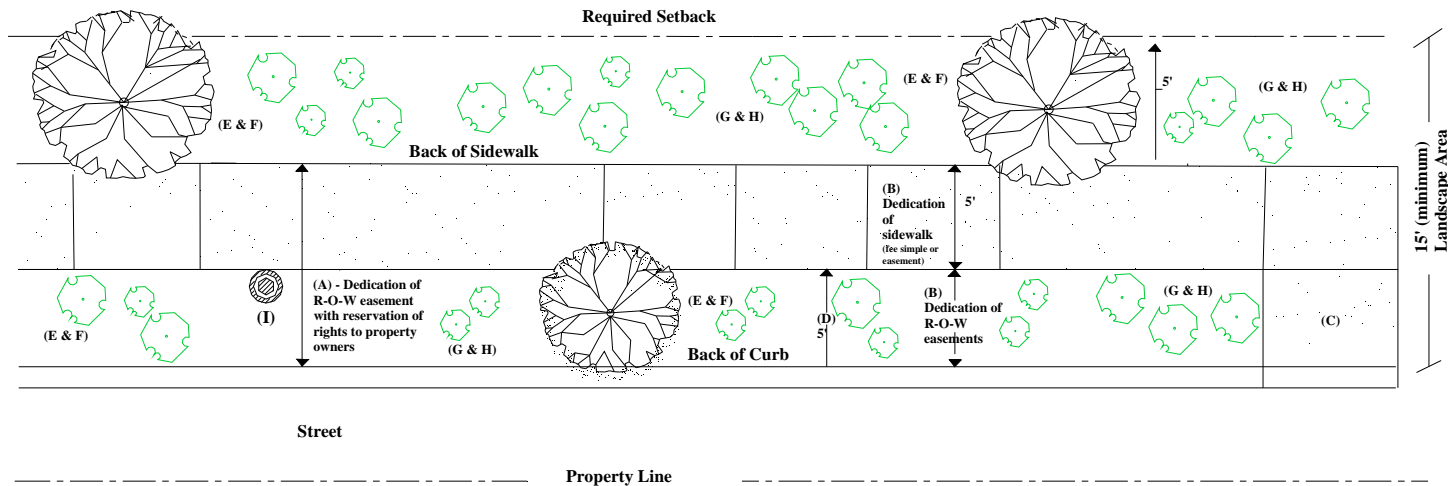 Required Setback
(E & F)
(G & H)
(E & F)
5'
(G & H)
15' (minimum)
Landscape Area
Back of Sidewalk
(B)
Dedication
of
sidewalk
(fee simple or
easement)
5'
(E & F)
(I)
(A) - Dedication of
R-O-W easement
with reservation of
rights to property
owners
(G & H)
(E & F)
Back of Curb
(D)
5'
(B)
Dedication of
R-O-W
easements
(G & H)
(C)
Street
Property Line